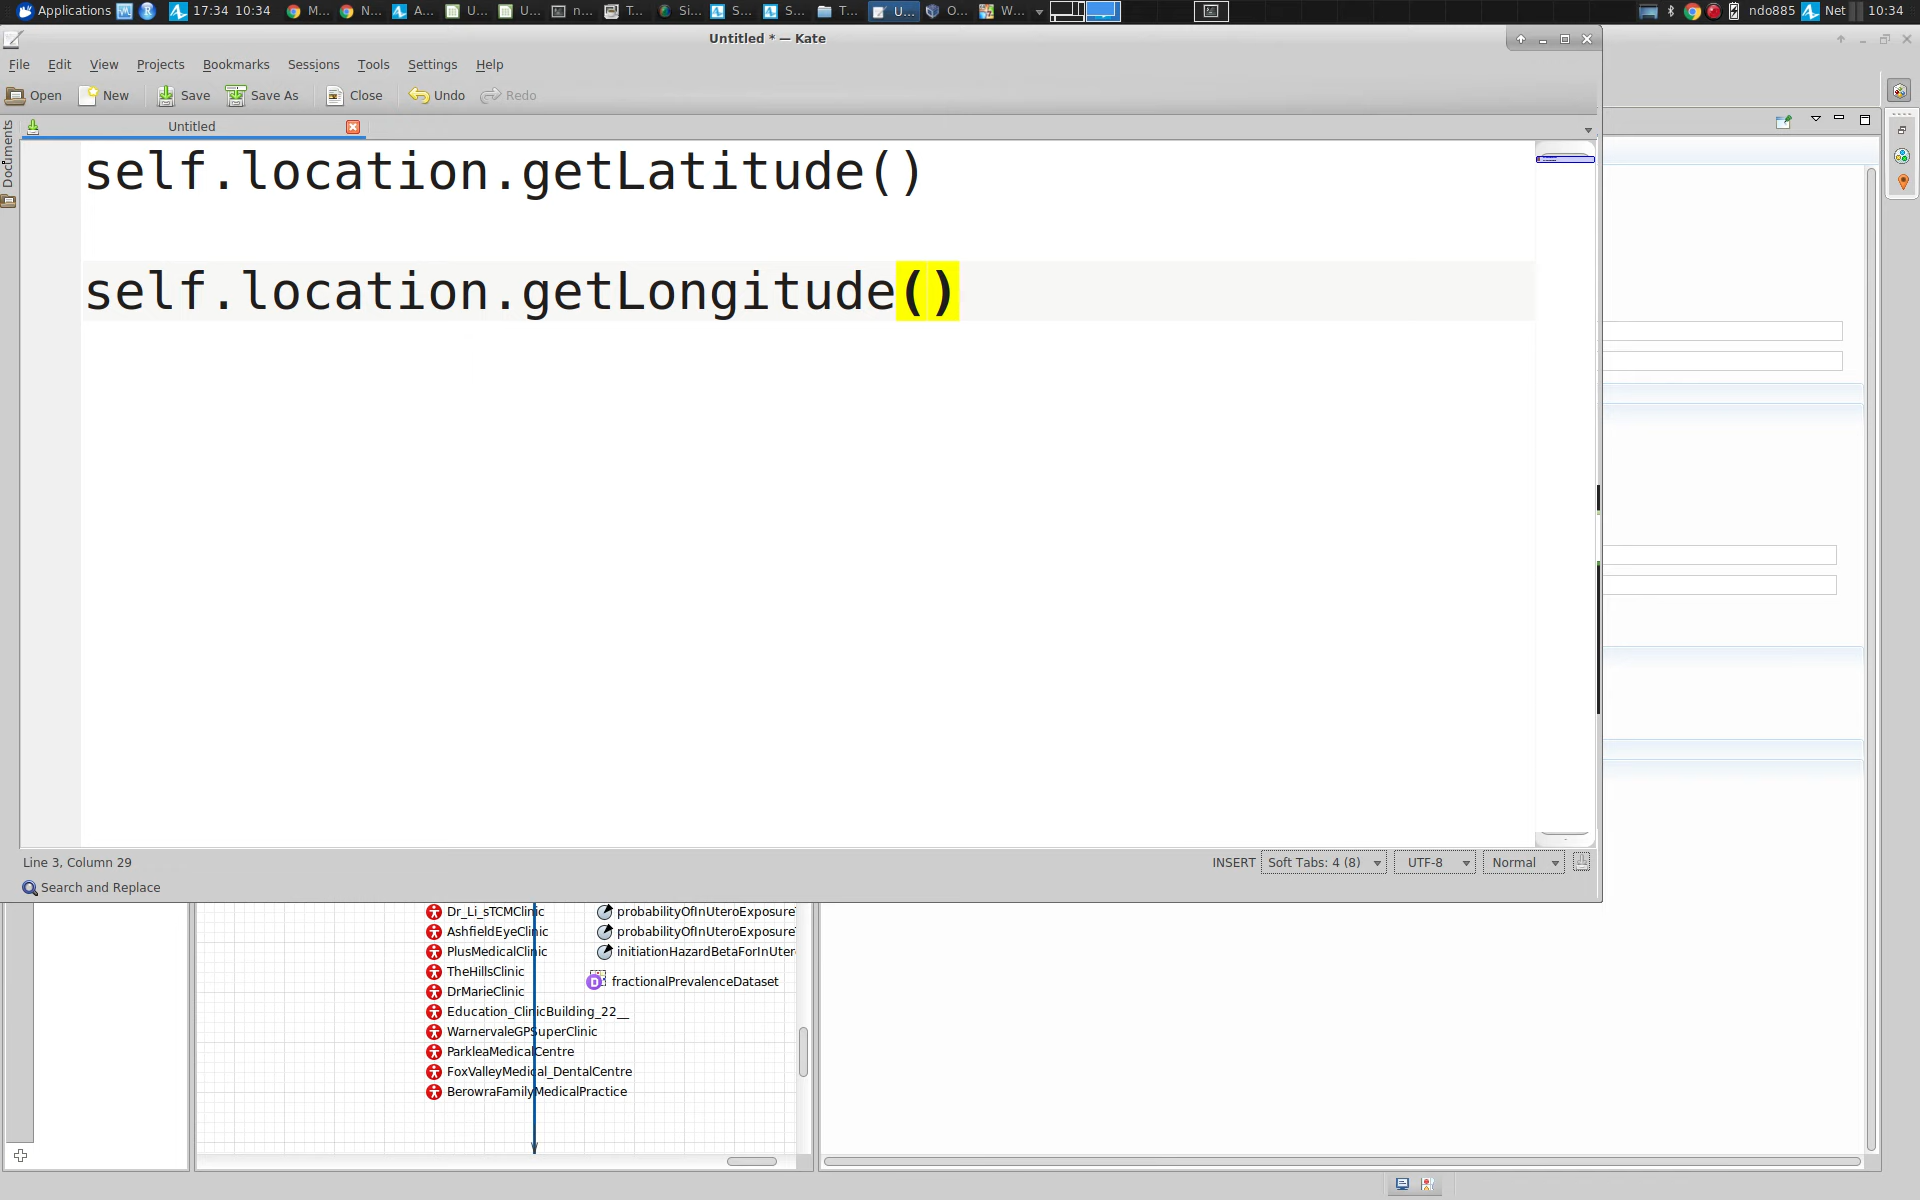 Applications 17:34 10:34 M... N... A... U... U... n... T... Si... S... S... T... U... O... W... ndo885 Net 10:34
Untitled * — Kate
File Edit View Projects Bookmarks Sessions Tools Settings Help
Open New Save Save As Close Undo Redo
Untitled
Documents
self.location.getLatitude()
self.location.getLongitude()
Line 3, Column 29
INSERT Soft Tabs: 4 (8) UTF-8 Normal
Search and Replace
Dr_Li_sTCMClinic probabilityOfInUteroExposure
AshfieldEyeClinic probabilityOfInUteroExposure
PlusMedicalClinic initiationHazardBetaForInUter
TheHillsClinic fractionalPrevalenceDataset
DrMarieClinic
Education_ClinicBuilding_22__
WarnervaleGPSuperClinic
ParkleaMedicalCentre
FoxValleyMedical_DentalCentre
BerowraFamilyMedicalPractice